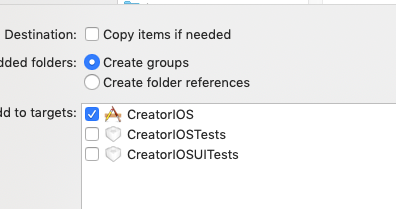 Destination: Copy items if needed
dded folders: Create groups
Create folder references
dd to targets: CreatorIOS
CreatorIOSTests
CreatorIOSUITests